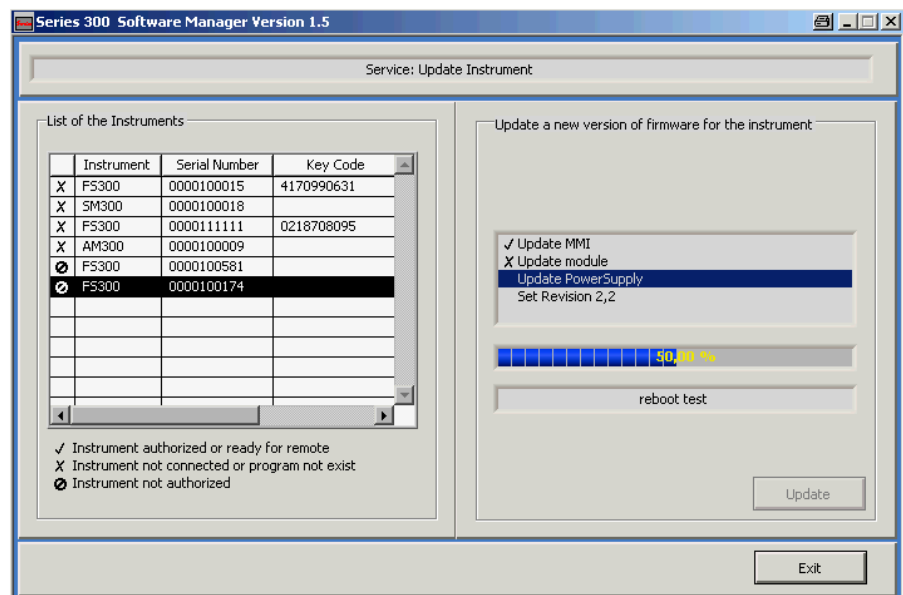 Series 300 Software Manager Version 1.5
Service: Update Instrument
List of the Instruments
Instrument Serial Number Key Code
X FS300 0000100015 4170990631
X SM300 0000100018
X FS300 0000111111 0218708095
X AM300 0000100009
FS300 0000100581
FS300 0000100174
✓ Instrument authorized or ready for remote
X Instrument not connected or program not exist
Instrument not authorized
Update a new version of firmware for the instrument
✓ Update MMI
X Update module
Update PowerSupply
Set Revision 2,2
50,00 %
reboot test
Update
Exit